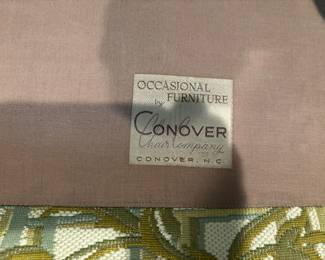 OCCASIONAL
FURNITURE
by
CONOVER
Chair Company
CONOVER, N.C.